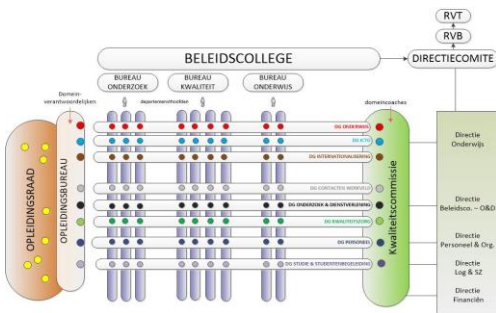 RVT
RVB
BELEIDSCOLLEGE
DIRECTIECOMITE
BUREAU
ONDERZOEK
BUREAU
KWALITEIT
BUREAU
ONDERWIJS
Domein-
verantwoordelijken
departementshoofden
domeincoaches
OPLEIDINGSRAAD
OPLEIDINGSBUREAU
DG ONDERWIJS
DG ICTO
DG INTERNATIONALISERING
DG CONTACTEN WERKVELD
DG ONDERZOEK & DIENSTVERLENING
DG KWALITEITSZORG
DG PERSONEEL
DG STUDIE & STUDENTENBEGELEIDING
Kwaliteitscommissie
Directie
Onderwijs
Directie
Beleidsco. – O&D
Directie
Personeel & Org.
Directie
Log & SZ
Directie
Financiën